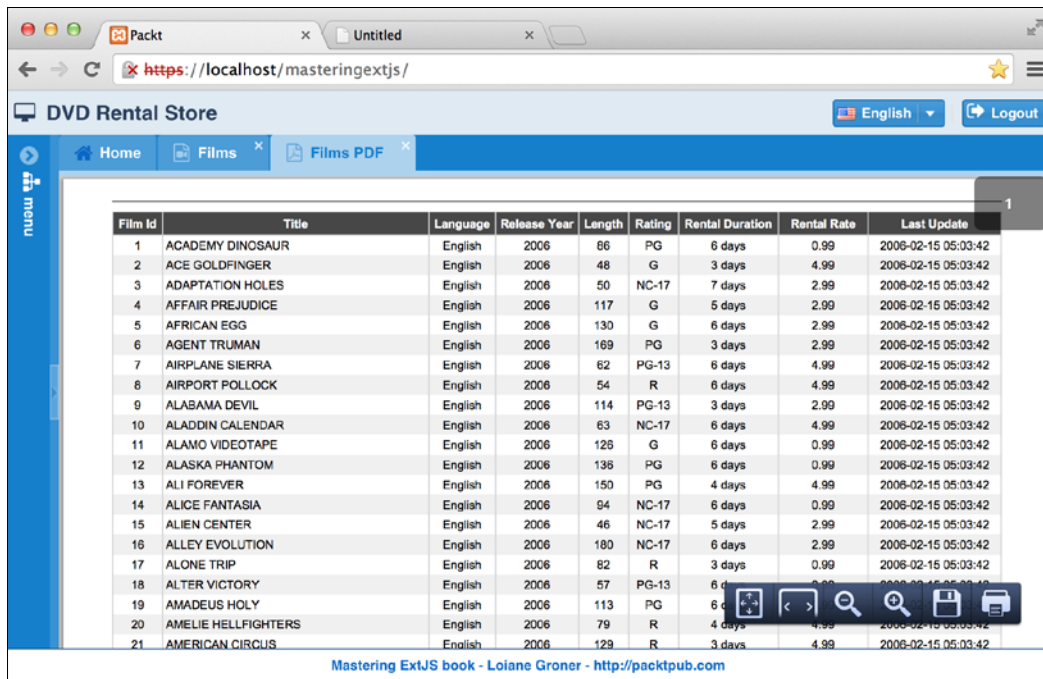 Packt
Untitled
https://localhost/masteringextjs/
DVD Rental Store
English
Logout
Home
Films
Films PDF
menu
1
Film Id Title Language Release Year Length Rating Rental Duration Rental Rate Last Update
1 ACADEMY DINOSAUR English 2006 86 PG 6 days 0.99 2006-02-15 05:03:42
2 ACE GOLDFINGER English 2006 48 G 3 days 4.99 2006-02-15 05:03:42
3 ADAPTATION HOLES English 2006 50 NC-17 7 days 2.99 2006-02-15 05:03:42
4 AFFAIR PREJUDICE English 2006 117 G 5 days 2.99 2006-02-15 05:03:42
5 AFRICAN EGG English 2006 130 G 6 days 2.99 2006-02-15 05:03:42
6 AGENT TRUMAN English 2006 169 PG 3 days 2.99 2006-02-15 05:03:42
7 AIRPLANE SIERRA English 2006 62 PG-13 6 days 4.99 2006-02-15 05:03:42
8 AIRPORT POLLOCK English 2006 54 R 6 days 4.99 2006-02-15 05:03:42
9 ALABAMA DEVIL English 2006 114 PG-13 3 days 2.99 2006-02-15 05:03:42
10 ALADDIN CALENDAR English 2006 63 NC-17 6 days 4.99 2006-02-15 05:03:42
11 ALAMO VIDEOTAPE English 2006 126 G 6 days 0.99 2006-02-15 05:03:42
12 ALASKA PHANTOM English 2006 136 PG 6 days 0.99 2006-02-15 05:03:42
13 ALI FOREVER English 2006 150 PG 4 days 4.99 2006-02-15 05:03:42
14 ALICE FANTASIA English 2006 94 NC-17 6 days 0.99 2006-02-15 05:03:42
15 ALIEN CENTER English 2006 46 NC-17 5 days 2.99 2006-02-15 05:03:42
16 ALLEY EVOLUTION English 2006 180 NC-17 6 days 2.99 2006-02-15 05:03:42
17 ALONE TRIP English 2006 82 R 3 days 0.99 2006-02-15 05:03:42
18 ALTER VICTORY English 2006 57 PG-13 6
19 AMADEUS HOLY English 2006 113 PG 6
20 AMELIE HELLFIGHTERS English 2006 79 R 4 days 4.99 2006-02-15 05:03:42
21 AMERICAN CIRCUS English 2006 129 R 3 days 4.99 2006-02-15 05:03:42
Mastering ExtJS book - Loiane Groner - http://packtpub.com